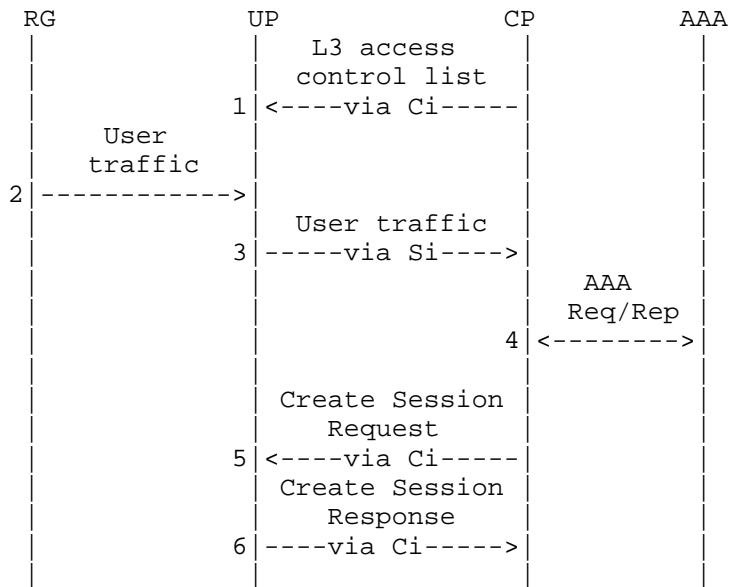 RG UP CP AAA
L3 access
control list
1 <----via Ci-----
User
traffic
2 ------------>
User traffic
3 -----via Si---->
AAA
Req/Rep
4 <-------->
Create Session
Request
5 <----via Ci-----
Create Session
Response
6 ----via Ci----->